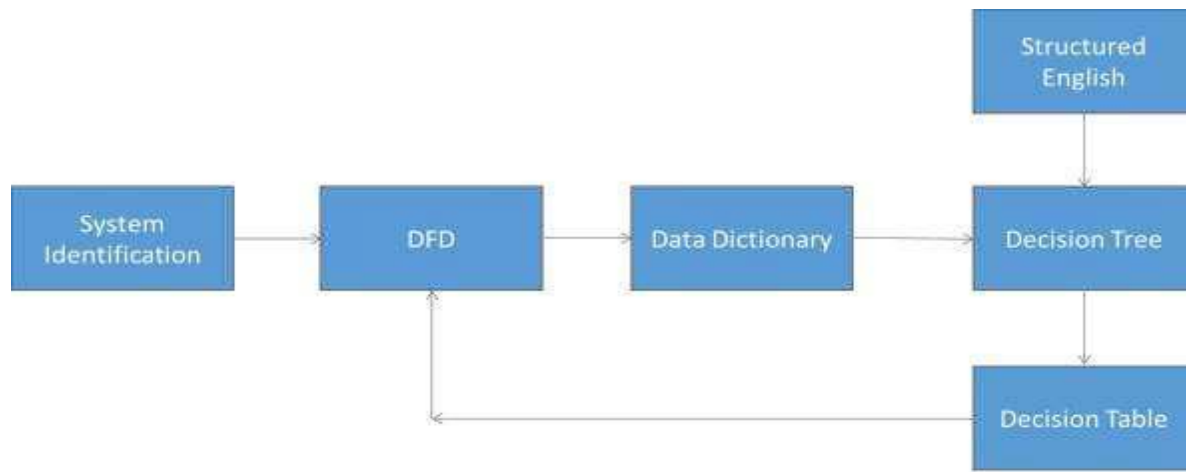 Structured
English
System
Identification
DFD
Data Dictionary
Decision Tree
Decision Table